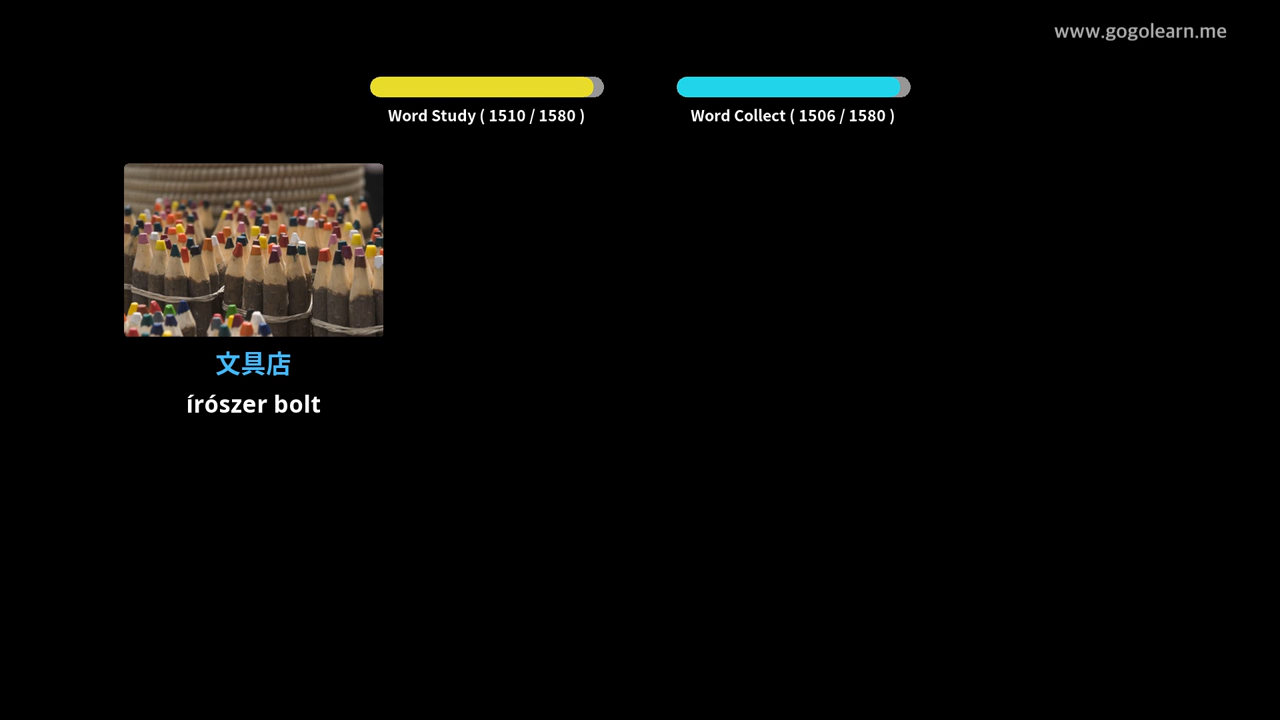 www.gogolearn.me
Word Study ( 1510 / 1580 )
Word Collect ( 1506 / 1580 )
文具店
írószer bolt